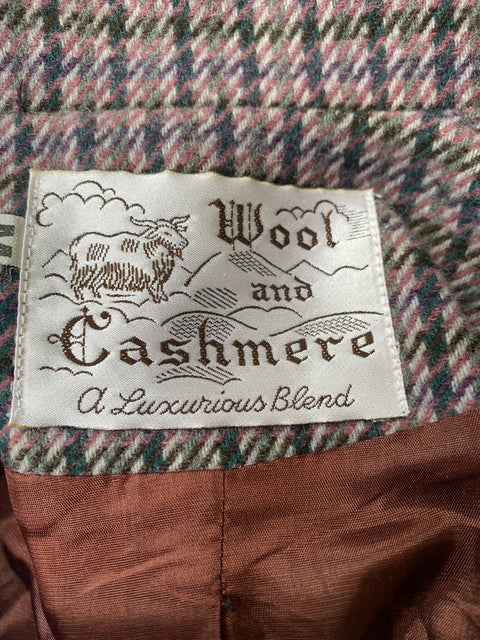 Wool
and
Cashmere
A Luxurious Blend
M